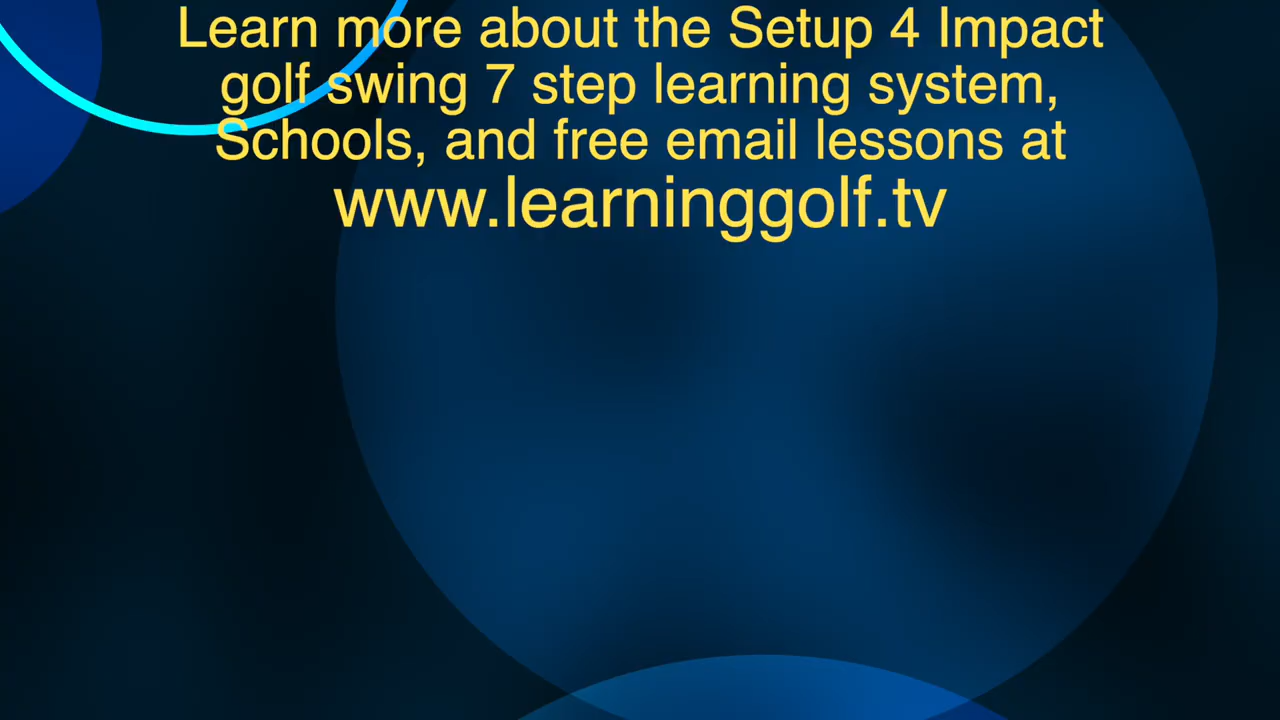 Learn more about the Setup 4 Impact
golf swing 7 step learning system,
Schools, and free email lessons at
www.learninggolf.tv